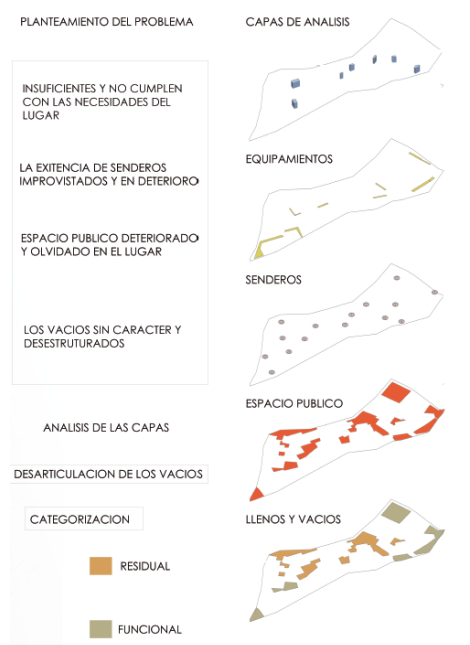 PLANTEAMIENTO DEL PROBLEMA
INSUFICIENTES Y NO CUMPLEN
CON LAS NECESIDADES DEL
LUGAR
LA EXITENCIA DE SENDEROS
IMPROVISTADOS Y EN DETERIORO
ESPACIO PUBLICO DETERIORADO
Y OLVIDADO EN EL LUGAR
LOS VACIOS SIN CARACTER Y
DESESTRUTURADOS
ANALISIS DE LAS CAPAS
DESARTICULACION DE LOS VACIOS
CATEGORIZACION
RESIDUAL
FUNCIONAL
CAPAS DE ANALISIS
EQUIPAMIENTOS
SENDEROS
ESPACIO PUBLICO
LLENOS Y VACIOS